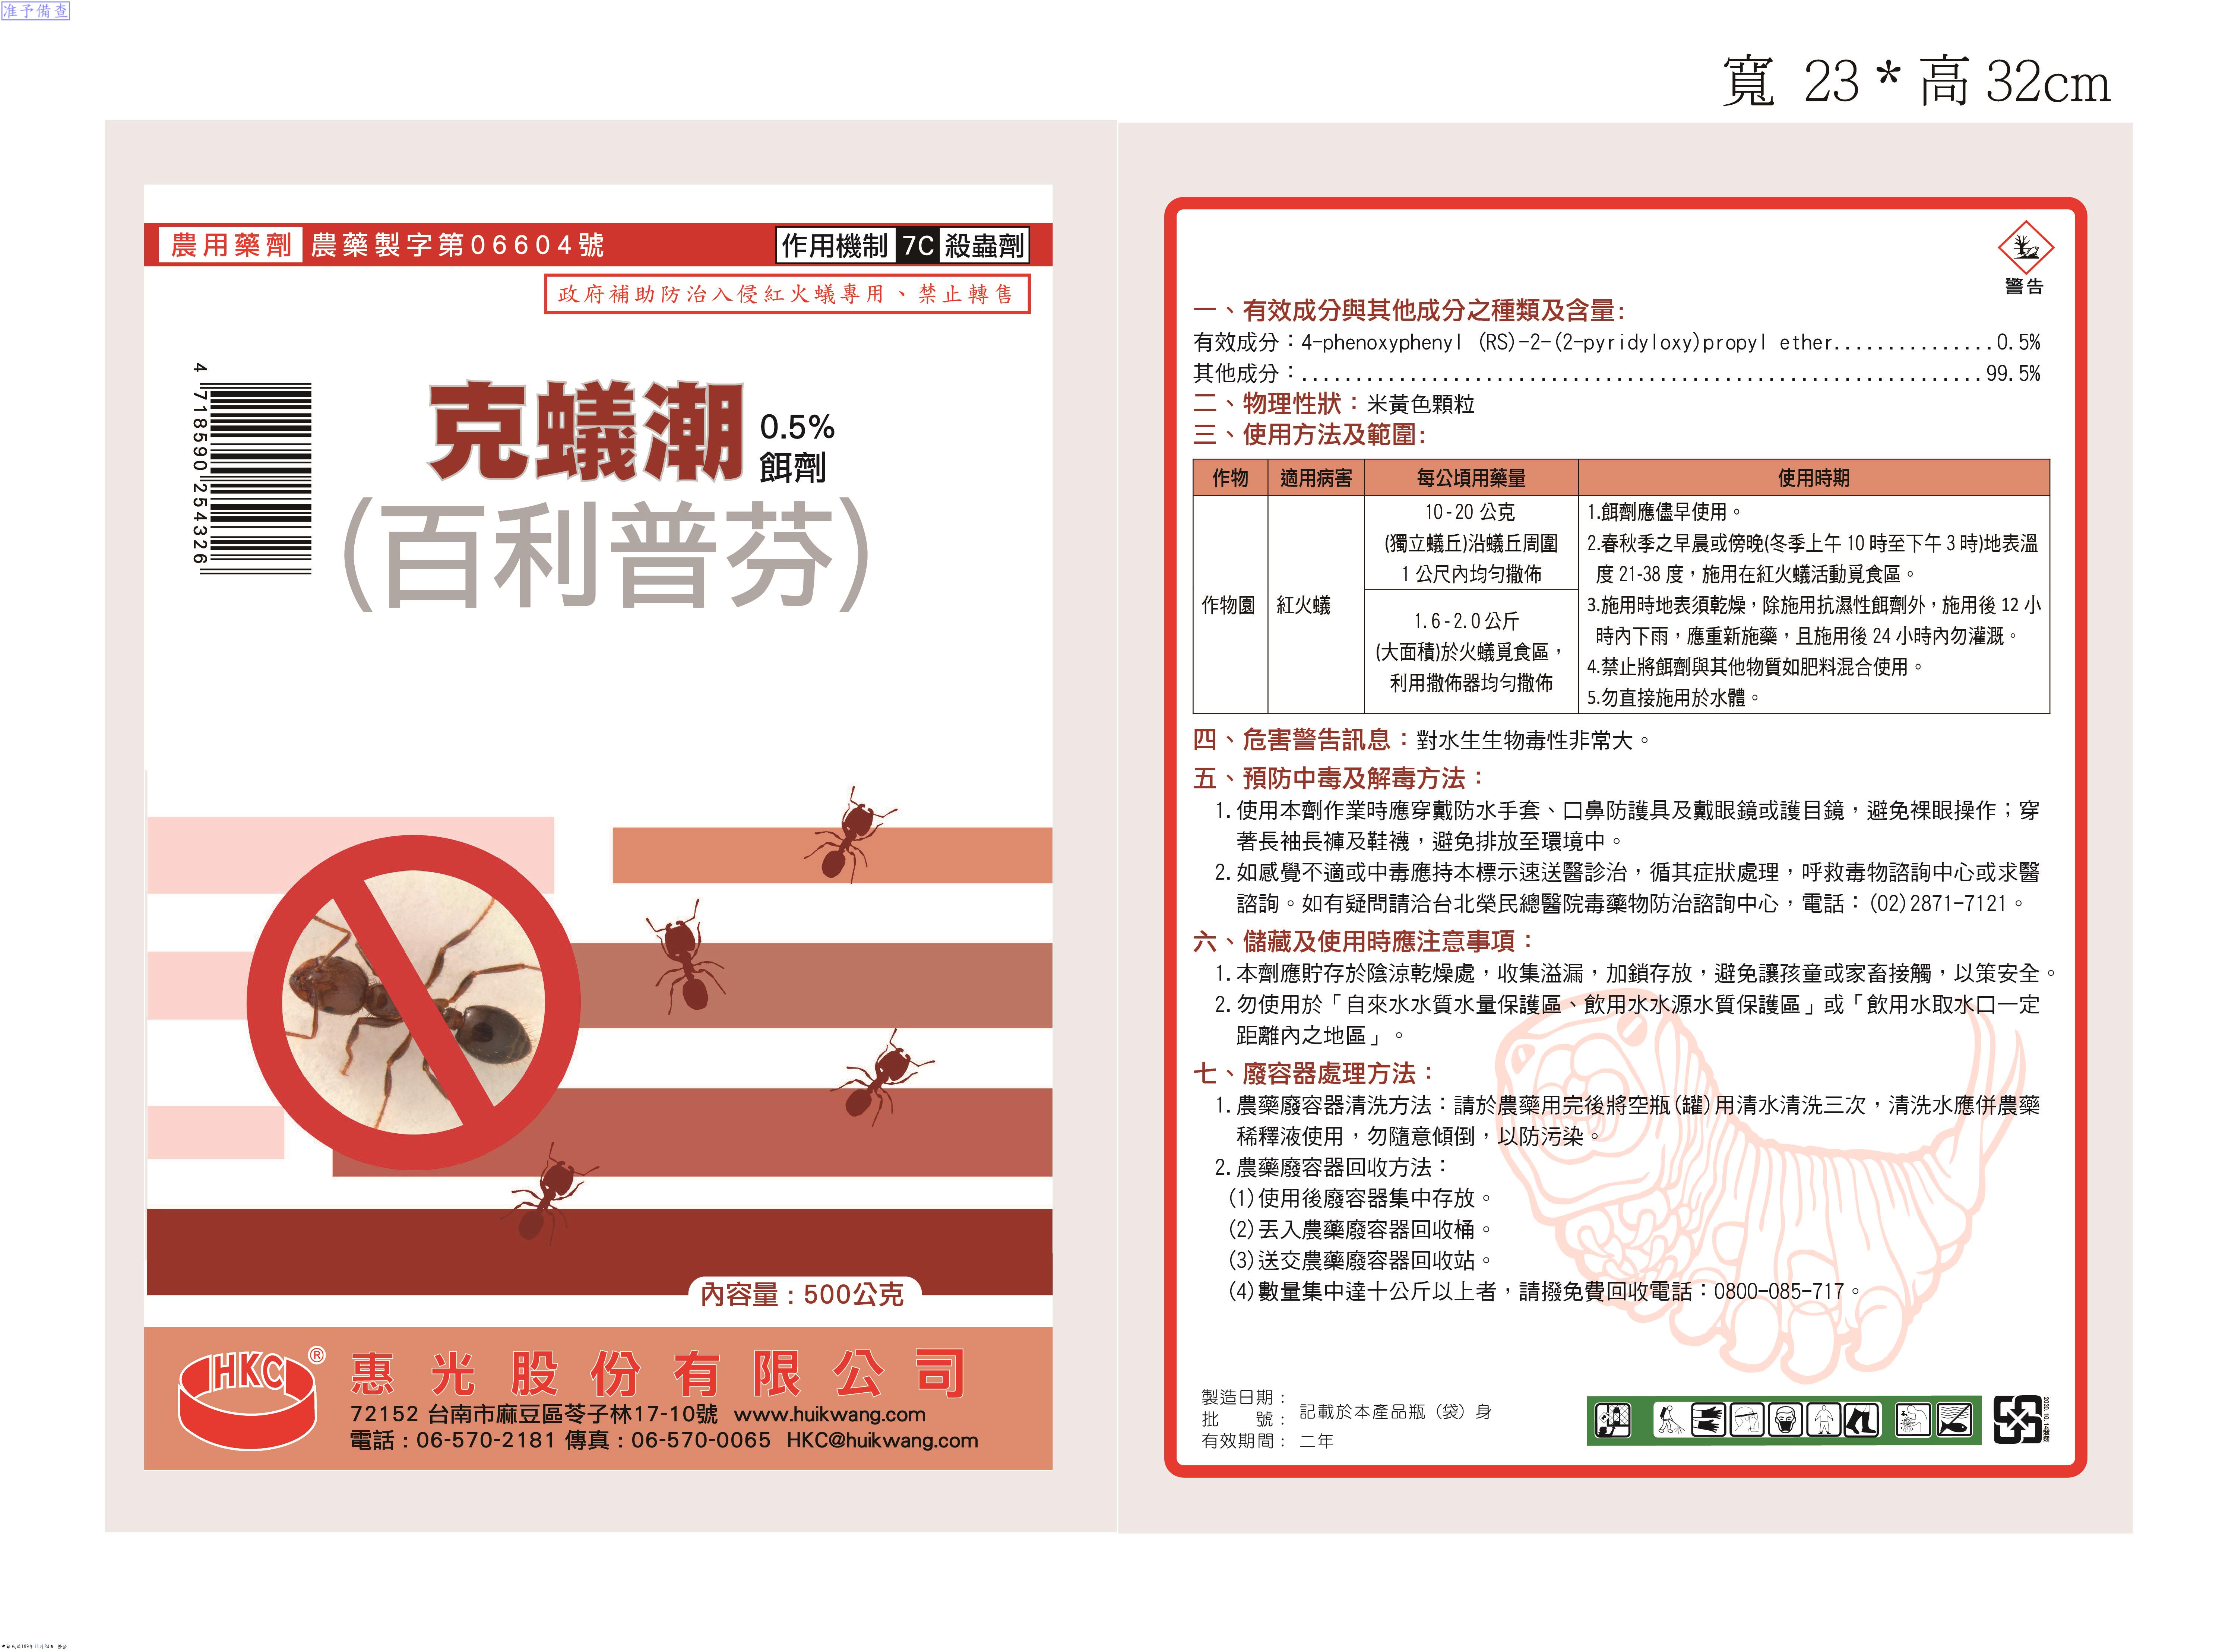 准予備查
寬 23*高32cm
農用藥劑 農藥製字第06604號
作用機制 7C 殺蟲劑
政府補助防治入侵紅火蟻專用、禁止轉售
4 718590 254326
克蟻潮 0.5%
餌劑
(百利普芬)
內容量：500公克
HKC ®
惠光股份有限公司
72152 台南市麻豆區苓子林17-10號 www.huikwang.com
電話：06-570-2181 傳真：06-570-0065 HKC@huikwang.com
警告
一、有效成分與其他成分之種類及含量:
有效成分：4-phenoxyphenyl (RS)-2-(2-pyridyloxy)propyl ether...............0.5%
其他成分：...............................................................99.5%
二、物理性狀：米黃色顆粒
三、使用方法及範圍:
作物 適用病害 每公頃用藥量 使用時期
作物園 紅火蟻
10-20 公克
(獨立蟻丘)沿蟻丘周圍
1 公尺內均勻撒佈
1.6-2.0公斤
(大面積)於火蟻覓食區，
利用撒佈器均勻撒佈
1.餌劑應儘早使用。
2.春秋季之早晨或傍晚(冬季上午 10 時至下午 3 時)地表溫
度 21-38 度，施用在紅火蟻活動覓食區。
3.施用時地表須乾燥，除施用抗濕性餌劑外，施用後 12 小
時內下雨，應重新施藥，且施用後 24 小時內勿灌溉。
4.禁止將餌劑與其他物質如肥料混合使用。
5.勿直接施用於水體。
四、危害警告訊息：對水生生物毒性非常大。
五、預防中毒及解毒方法：
1.使用本劑作業時應穿戴防水手套、口鼻防護具及戴眼鏡或護目鏡，避免裸眼操作；穿
著長袖長褲及鞋襪，避免排放至環境中。
2.如感覺不適或中毒應持本標示速送醫診治，循其症狀處理，呼救毒物諮詢中心或求醫
諮詢。如有疑問請洽台北榮民總醫院毒藥物防治諮詢中心，電話：(02)2871-7121。
六、儲藏及使用時應注意事項：
1.本劑應貯存於陰涼乾燥處，收集溢漏，加鎖存放，避免讓孩童或家畜接觸，以策安全。
2.勿使用於「自來水水質水量保護區、飲用水水源水質保護區」或「飲用水取水口一定
距離內之地區」。
七、廢容器處理方法：
1.農藥廢容器清洗方法：請於農藥用完後將空瓶(罐)用清水清洗三次，清洗水應併農藥
稀釋液使用，勿隨意傾倒，以防污染。
2.農藥廢容器回收方法：
(1)使用後廢容器集中存放。
(2)丟入農藥廢容器回收桶。
(3)送交農藥廢容器回收站。
(4)數量集中達十公斤以上者，請撥免費回收電話：0800-085-717。
製造日期：
批 號： 記載於本產品瓶（袋）身
有效期間： 二年